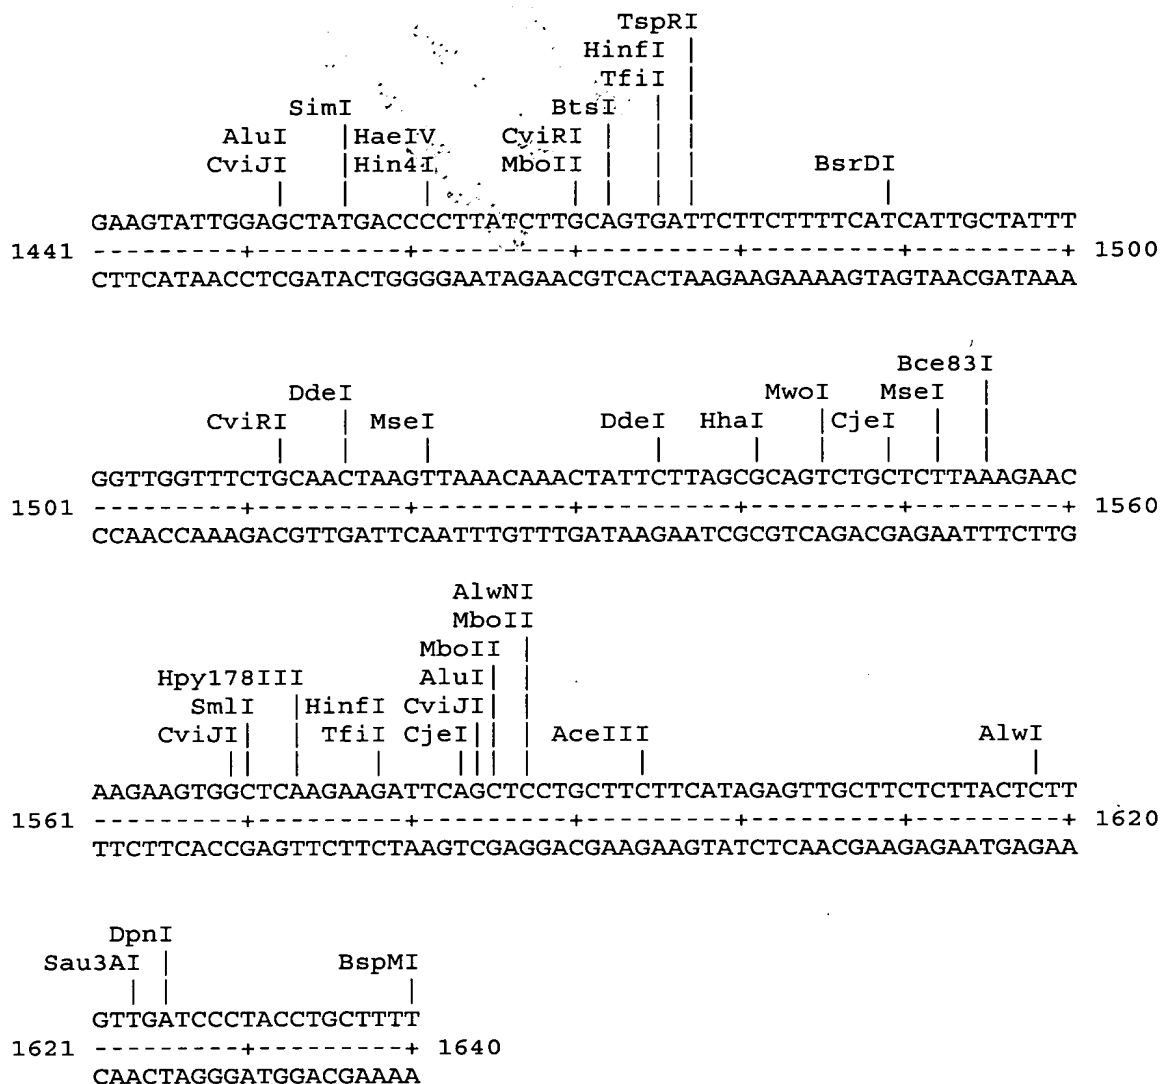 TspRI
HinfI |
TfiI |
SimI BtsI | |
AluI |HaeIV CviRI | | |
CviJI |Hin4I MboII | | | BsrDI
| | | | | | | |
GAAGTATTGGAGCTATGACCCCTTATCTTGCAGTGATTCTTCTTTTCATCATTGCTATTT
1441 ---------+---------+---------+---------+---------+---------+ 1500
CTTCATAACCTCGATACTGGGGAATAGAACGTCACTAAGAAGAAAAGTAGTAACGATAAA
Bce83I
DdeI MwoI MseI |
CviRI | MseI DdeI HhaI |CjeI | |
| | | | | | | | |
GGTTGGTTTCTGCAACTAAGTTAAACAAACTATTCTTAGCGCAGTCTGCTCTTAAAGAAC
1501 ---------+---------+---------+---------+---------+---------+ 1560
CCAACCAAAGACGTTGATTCAATTTGTTTGATAAGAATCGCGTCAGACGAGAATTTCTTG
AlwNI
MboII
MboII |
Hpy178III AluI| |
SmlI |HinfI CviJI| |
CviJI| | TfiI CjeI || | AceIII AlwI
|| | | || | | | |
AAGAAGTGGCTCAAGAAGATTCAGCTCCTGCTTCTTCATAGAGTTGCTTCTCTTACTCTT
1561 ---------+---------+---------+---------+---------+---------+ 1620
TTCTTCACCGAGTTCTTCTAAGTCGAGGACGAAGAAGTATCTCAACGAAGAGAATGAGAA
DpnI
Sau3AI | BspMI
| | |
GTTGATCCCTACCTGCTTTT
1621 ---------+---------+ 1640
CAACTAGGGATGGACGAAAA